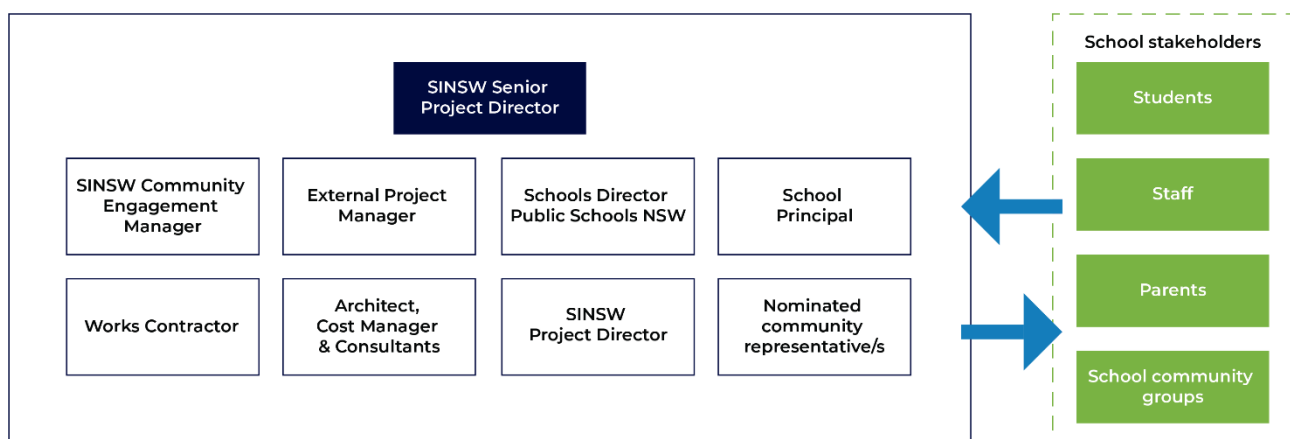 School stakeholders
SINSW Senior
Project Director
Students
SINSW Community
Engagement
Manager
External Project
Manager
Schools Director
Public Schools NSW
School
Principal
Staff
Works Contractor
Architect,
Cost Manager
& Consultants
SINSW
Project Director
Nominated
community
representative/s
Parents
School community
groups